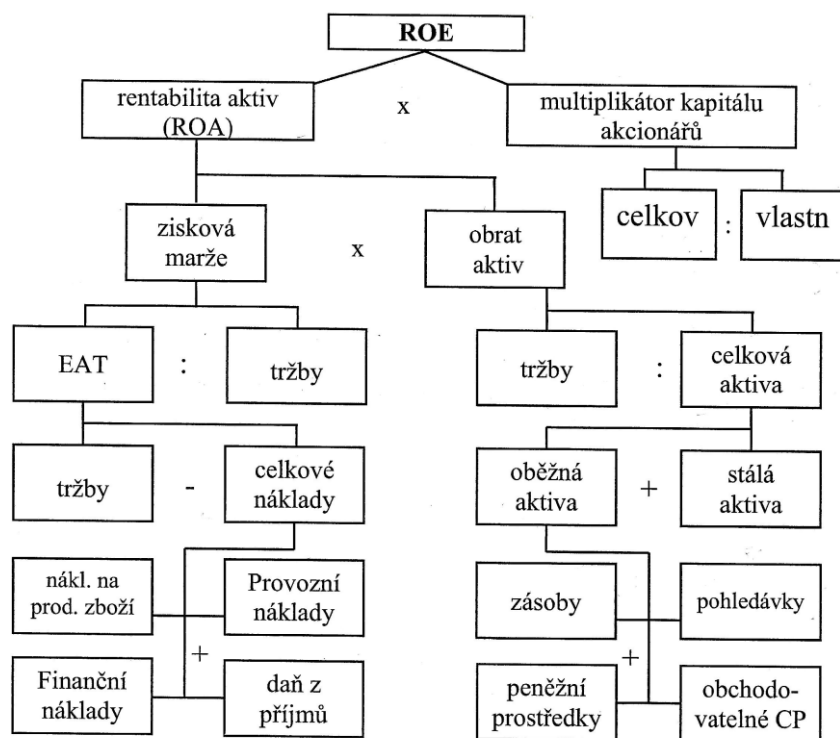 ROE
rentabilita aktiv
(ROA)
x
multiplikátor kapitálu
akcionářů
celkov : vlastn
zisková
marže
x
obrat
aktiv
EAT : tržby
tržby : celková
aktiva
tržby - celkové
náklady
oběžná
aktiva
+
stálá
aktiva
nákl. na
prod. zboží
Provozní
náklady
+
Finanční
náklady
daň z
příjmů
zásoby
pohledávky
+
peněžní
prostředky
obchodo-
vatelné CP